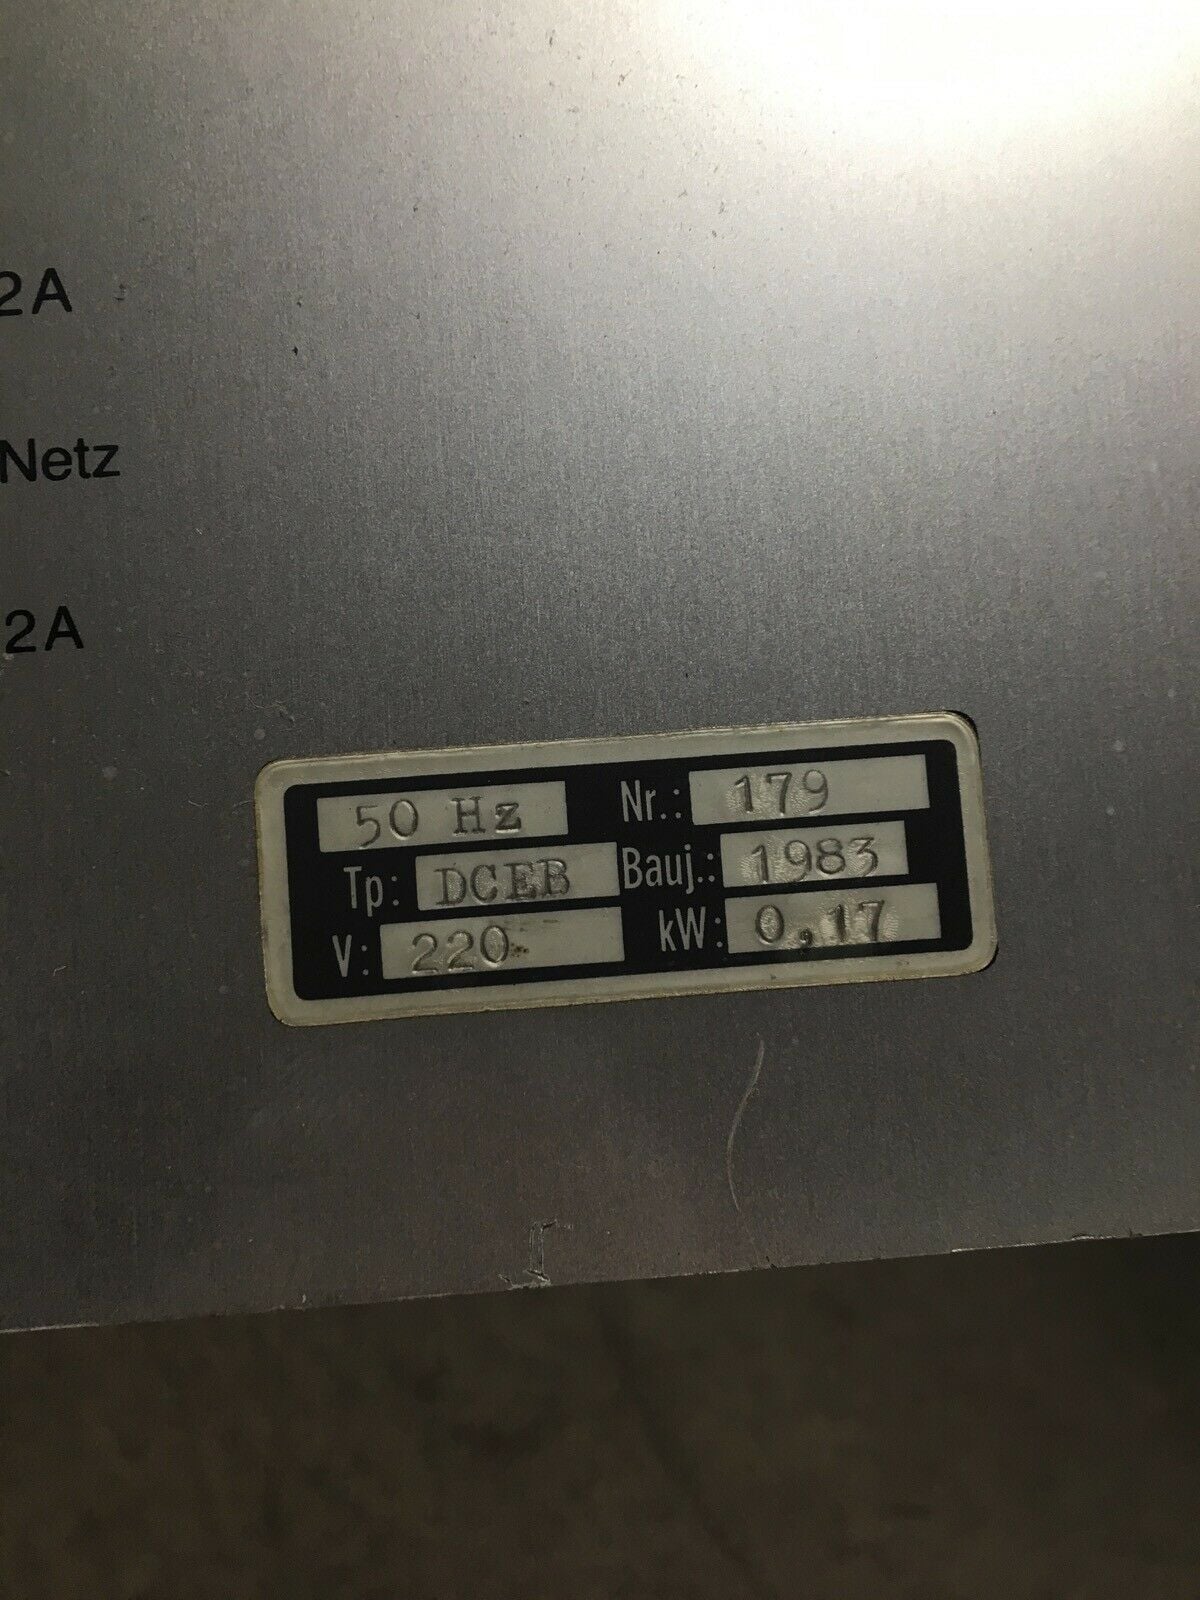 2A
Netz
2A
50 Hz Nr.: 179
Tp: DCEB Bauj.: 1983
V: 220 kW: 0,17